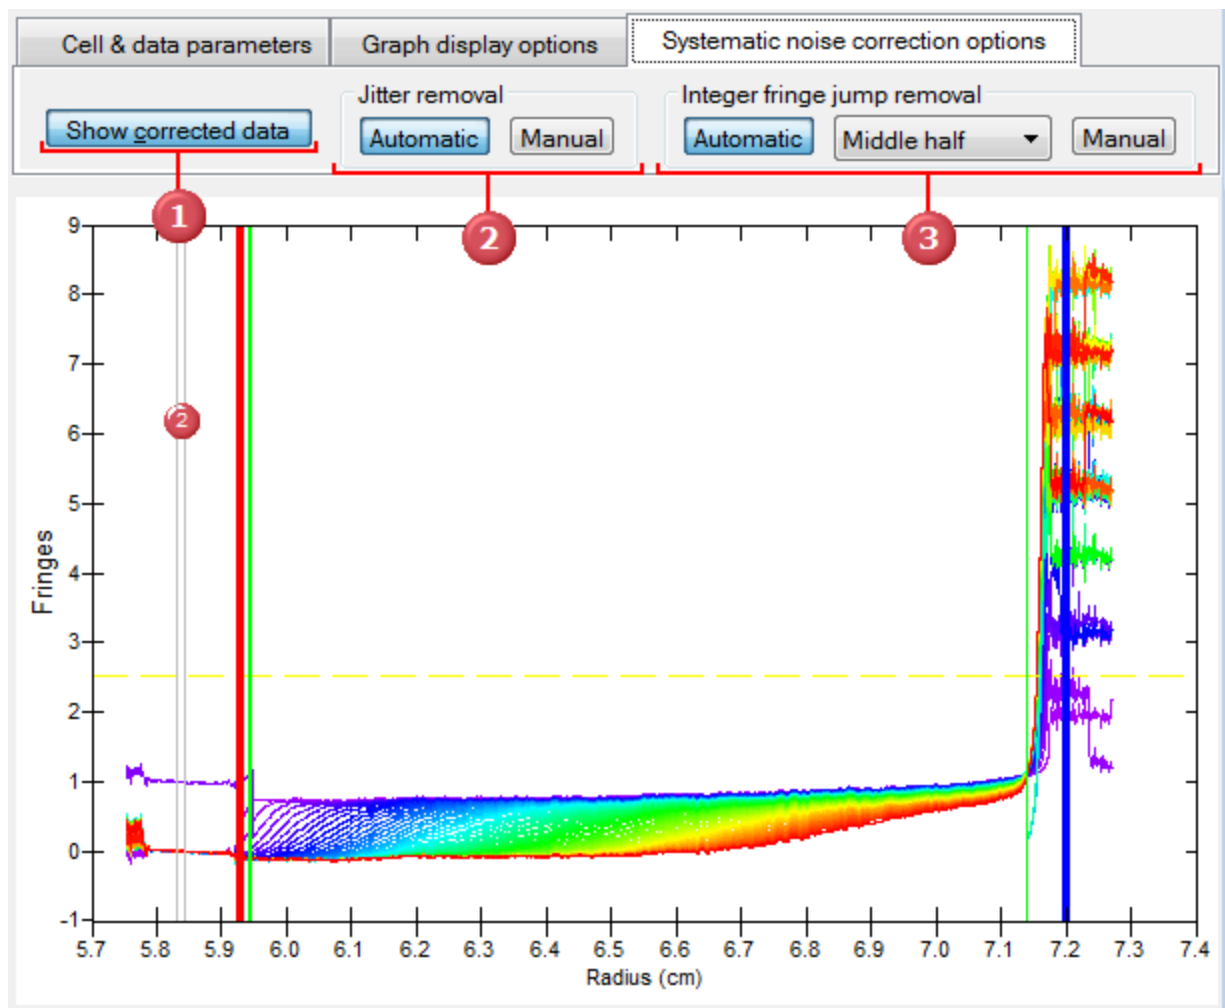 Cell & data parameters Graph display options Systematic noise correction options
Jitter removal Integer fringe jump removal
Show corrected data Automatic Manual Automatic Middle half Manual
1 2 3
9
8
7
2
6
5
4
3
2
1
0
-1
Fringes
5.7 5.8 5.9 6.0 6.1 6.2 6.3 6.4 6.5 6.6 6.7 6.8 6.9 7.0 7.1 7.2 7.3 7.4
Radius (cm)